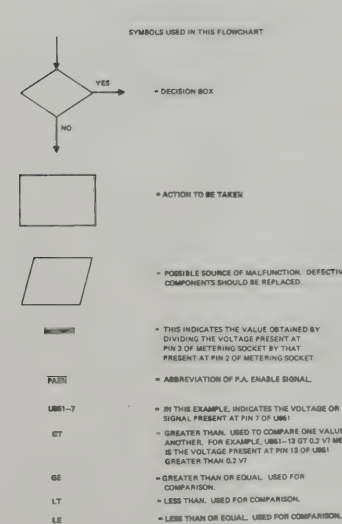 SYMBOLS USED IN THIS FLOWCHART
YES
= DECISION BOX
NO
= ACTION TO BE TAKEN
= POSSIBLE SOURCE OF MALFUNCTION. DEFECTIV
COMPONENTS SHOULD BE REPLACED
= THIS INDICATES THE VALUE OBTAINED BY
DIVIDING THE VOLTAGE PRESENT AT
PIN 3 OF METERING SOCKET BY THAT
PRESENT AT PIN 2 OF METERING SOCKET
PAEN = ABBREVIATION OF P.A. ENABLE SIGNAL.
U861-7 = IN THIS EXAMPLE, INDICATES THE VOLTAGE OR
SIGNAL PRESENT AT PIN 7 OF U861
GT = GREATER THAN. USED TO COMPARE ONE VALUE
ANOTHER. FOR EXAMPLE, U861-13 GT 0.2 V? ME
IS THE VOLTAGE PRESENT AT PIN 13 OF U861
GREATER THAN 0.2 V?
GE = GREATER THAN OR EQUAL. USED FOR
COMPARISON.
LT = LESS THAN. USED FOR COMPARISON.
LE = LESS THAN OR EQUAL. USED FOR COMPARISON.